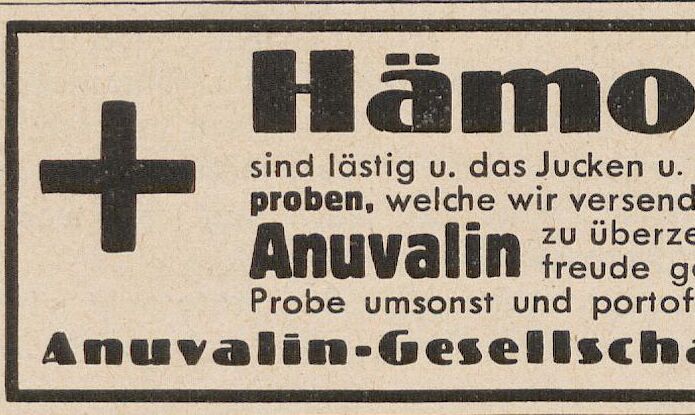 Hämo
sind lästig u. das Jucken u.
proben, welche wir versend
Anuvalin zu überze
freude g
Probe umsonst und portof
Anuvalin-Gesellscha